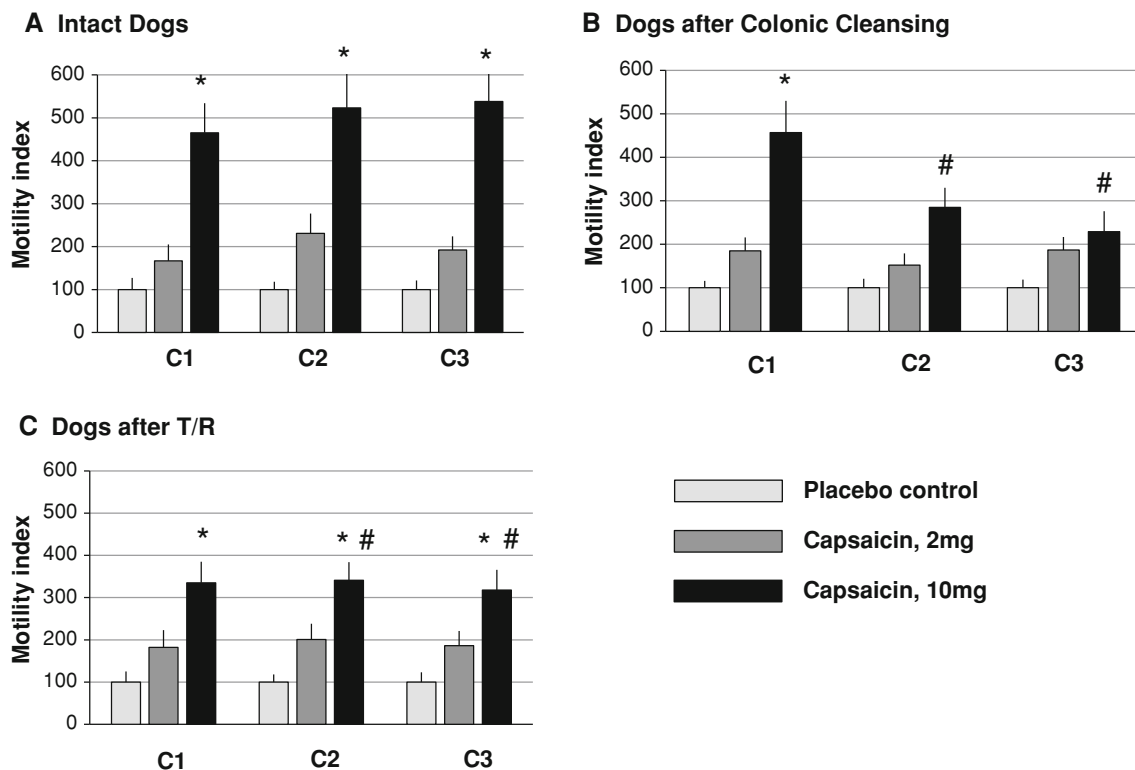 A Intact Dogs
600
500
400
300
200
100
0
Motility index
* * *
C1 C2 C3
B Dogs after Colonic Cleansing
600
500
400
300
200
100
0
Motility index
* # #
C1 C2 C3
C Dogs after T/R
600
500
400
300
200
100
0
Motility index
* * # * #
C1 C2 C3
Placebo control
Capsaicin, 2mg
Capsaicin, 10mg